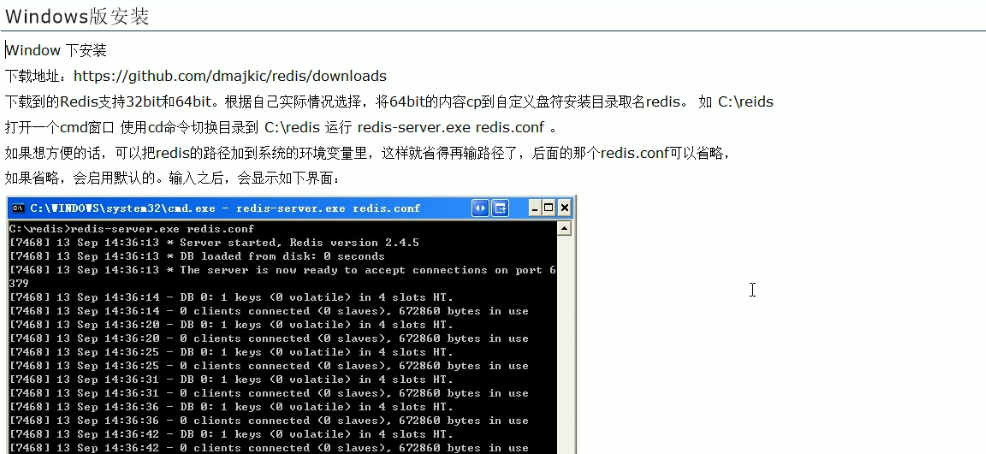 Windows版安装
Window 下安装
下载地址：https://github.com/dmajkic/redis/downloads
下载到的Redis支持32bit和64bit。根据自己实际情况选择，将64bit的内容cp到自定义盘符安装目录取名redis。 如 C:\reids
打开一个cmd窗口 使用cd命令切换目录到 C:\redis 运行 redis-server.exe redis.conf 。
如果想方便的话，可以把redis的路径加到系统的环境变量里，这样就省得再输路径了，后面的那个redis.conf可以省略，
如果省略，会启用默认的。输入之后，会显示如下界面：
C:\WINDOWS\system32\cmd.exe - redis-server.exe redis.conf
C:\redis>redis-server.exe redis.conf
[7468] 13 Sep 14:36:13 * Server started, Redis version 2.4.5
[7468] 13 Sep 14:36:13 * DB loaded from disk: 0 seconds
[7468] 13 Sep 14:36:13 * The server is now ready to accept connections on port 6
379
[7468] 13 Sep 14:36:14 - DB 0: 1 keys (0 volatile) in 4 slots HT.
[7468] 13 Sep 14:36:14 - 0 clients connected (0 slaves), 672860 bytes in use
[7468] 13 Sep 14:36:20 - DB 0: 1 keys (0 volatile) in 4 slots HT.
[7468] 13 Sep 14:36:20 - 0 clients connected (0 slaves), 672860 bytes in use
[7468] 13 Sep 14:36:25 - DB 0: 1 keys (0 volatile) in 4 slots HT.
[7468] 13 Sep 14:36:25 - 0 clients connected (0 slaves), 672860 bytes in use
[7468] 13 Sep 14:36:31 - DB 0: 1 keys (0 volatile) in 4 slots HT.
[7468] 13 Sep 14:36:31 - 0 clients connected (0 slaves), 672860 bytes in use
[7468] 13 Sep 14:36:36 - DB 0: 1 keys (0 volatile) in 4 slots HT.
[7468] 13 Sep 14:36:36 - 0 clients connected (0 slaves), 672860 bytes in use
[7468] 13 Sep 14:36:42 - DB 0: 1 keys (0 volatile) in 4 slots HT.
[7468] 13 Sep 14:36:42 - 0 clients connected (0 slaves), 672860 bytes in use